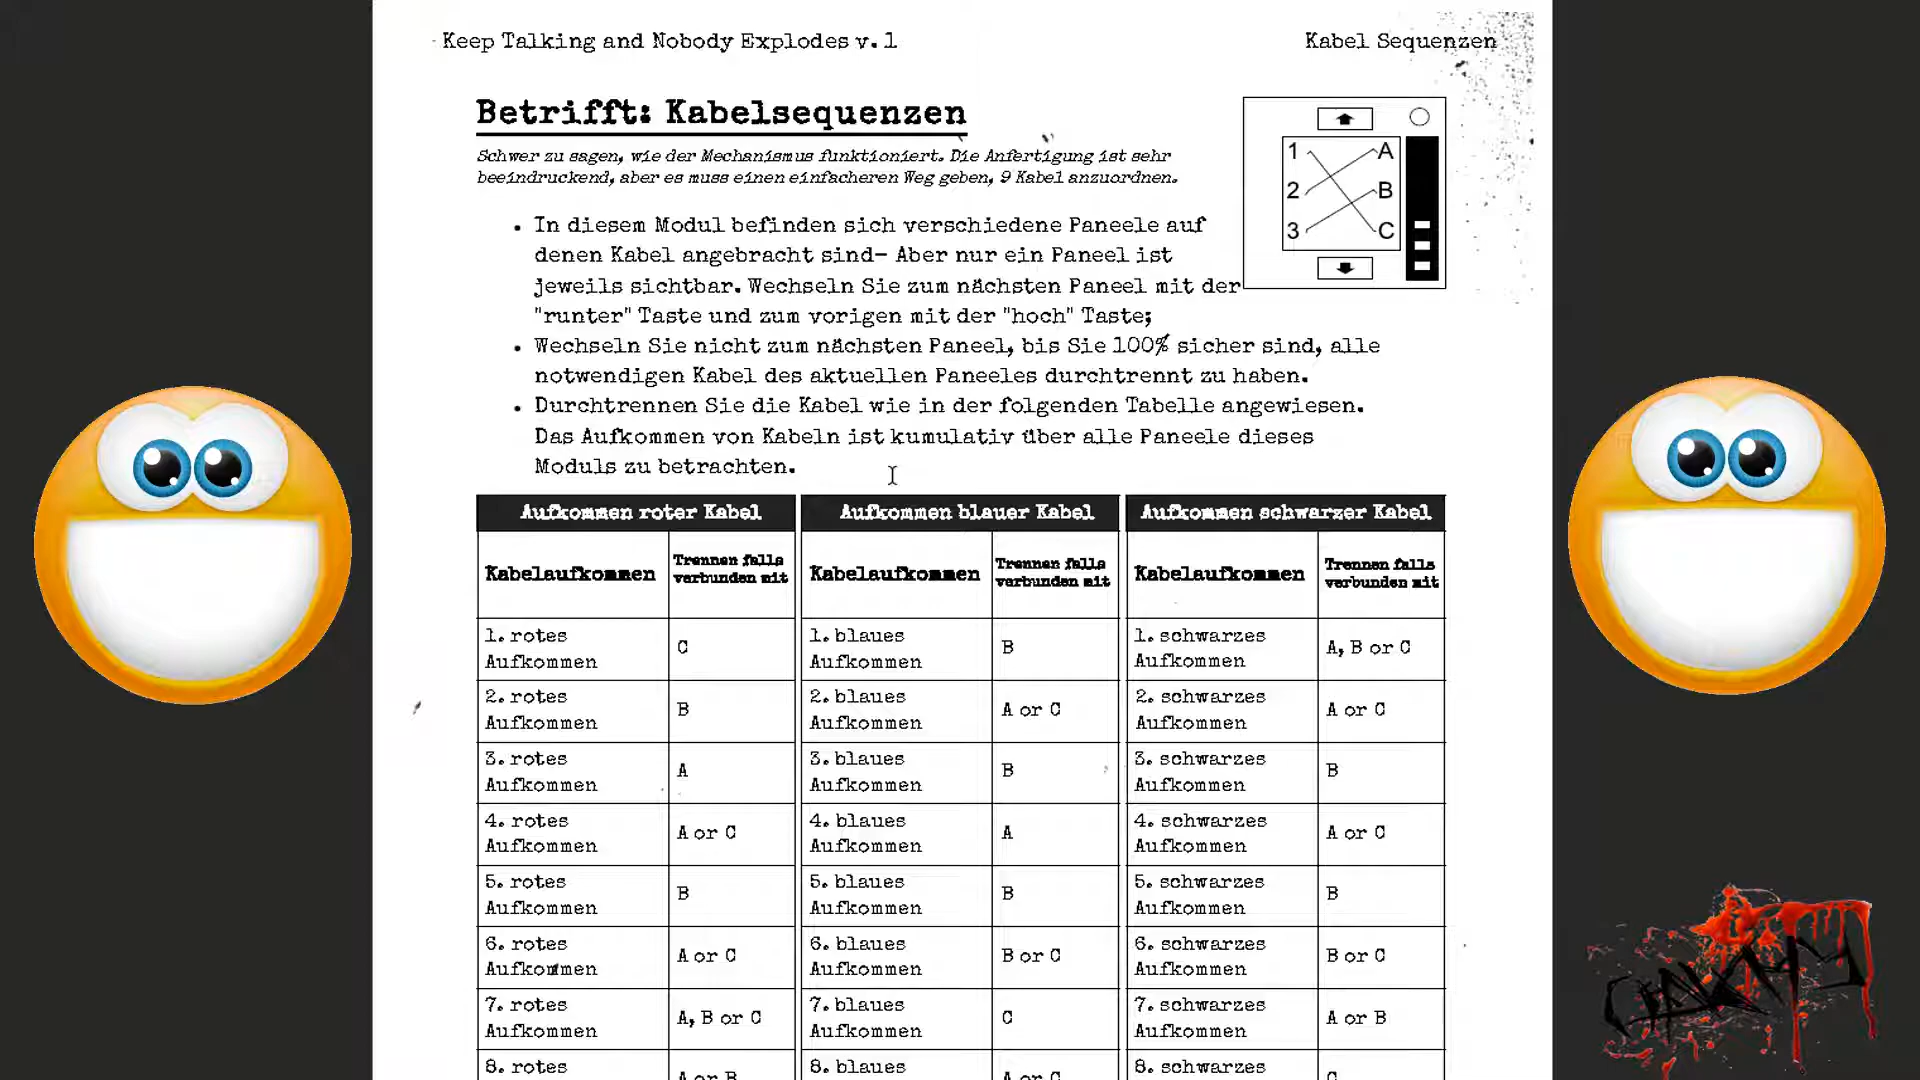 Keep Talking and Nobody Explodes v. 1
Kabel Sequenzen
Betrifft: Kabelsequenzen
Schwer zu sagen, wie der Mechanismus funktioniert. Die Anfertigung ist sehr
beeindruckend, aber es muss einen einfacheren Weg geben, 9 Kabel anzuordnen.
1 A
2 B
3 C
• In diesem Modul befinden sich verschiedene Paneele auf
denen Kabel angebracht sind- Aber nur ein Paneel ist
jeweils sichtbar. Wechseln Sie zum nächsten Paneel mit der
"runter" Taste und zum vorigen mit der "hoch" Taste;
• Wechseln Sie nicht zum nächsten Paneel, bis Sie 100% sicher sind, alle
notwendigen Kabel des aktuellen Paneeles durchtrennt zu haben.
• Durchtrennen Sie die Kabel wie in der folgenden Tabelle angewiesen.
Das Aufkommen von Kabeln ist kumulativ über alle Paneele dieses
Moduls zu betrachten.
Aufkommen roter Kabel
Kabelaufkommen
Trennen falls
verbunden mit
1. rotes
Aufkommen
C
2. rotes
Aufkommen
B
3. rotes
Aufkommen
A
4. rotes
Aufkommen
A or C
5. rotes
Aufkommen
B
6. rotes
Aufkommen
A or C
7. rotes
Aufkommen
A, B or C
8. rotes
A or B
Aufkommen blauer Kabel
Kabelaufkommen
Trennen falls
verbunden mit
1. blaues
Aufkommen
B
2. blaues
Aufkommen
A or C
3. blaues
Aufkommen
B
4. blaues
Aufkommen
A
5. blaues
Aufkommen
B
6. blaues
Aufkommen
B or C
7. blaues
Aufkommen
C
8. blaues
A or C
Aufkommen schwarzer Kabel
Kabelaufkommen
Trennen falls
verbunden mit
1. schwarzes
Aufkommen
A, B or C
2. schwarzes
Aufkommen
A or C
3. schwarzes
Aufkommen
B
4. schwarzes
Aufkommen
A or C
5. schwarzes
Aufkommen
B
6. schwarzes
Aufkommen
B or C
7. schwarzes
Aufkommen
A or B
8. schwarzes
C